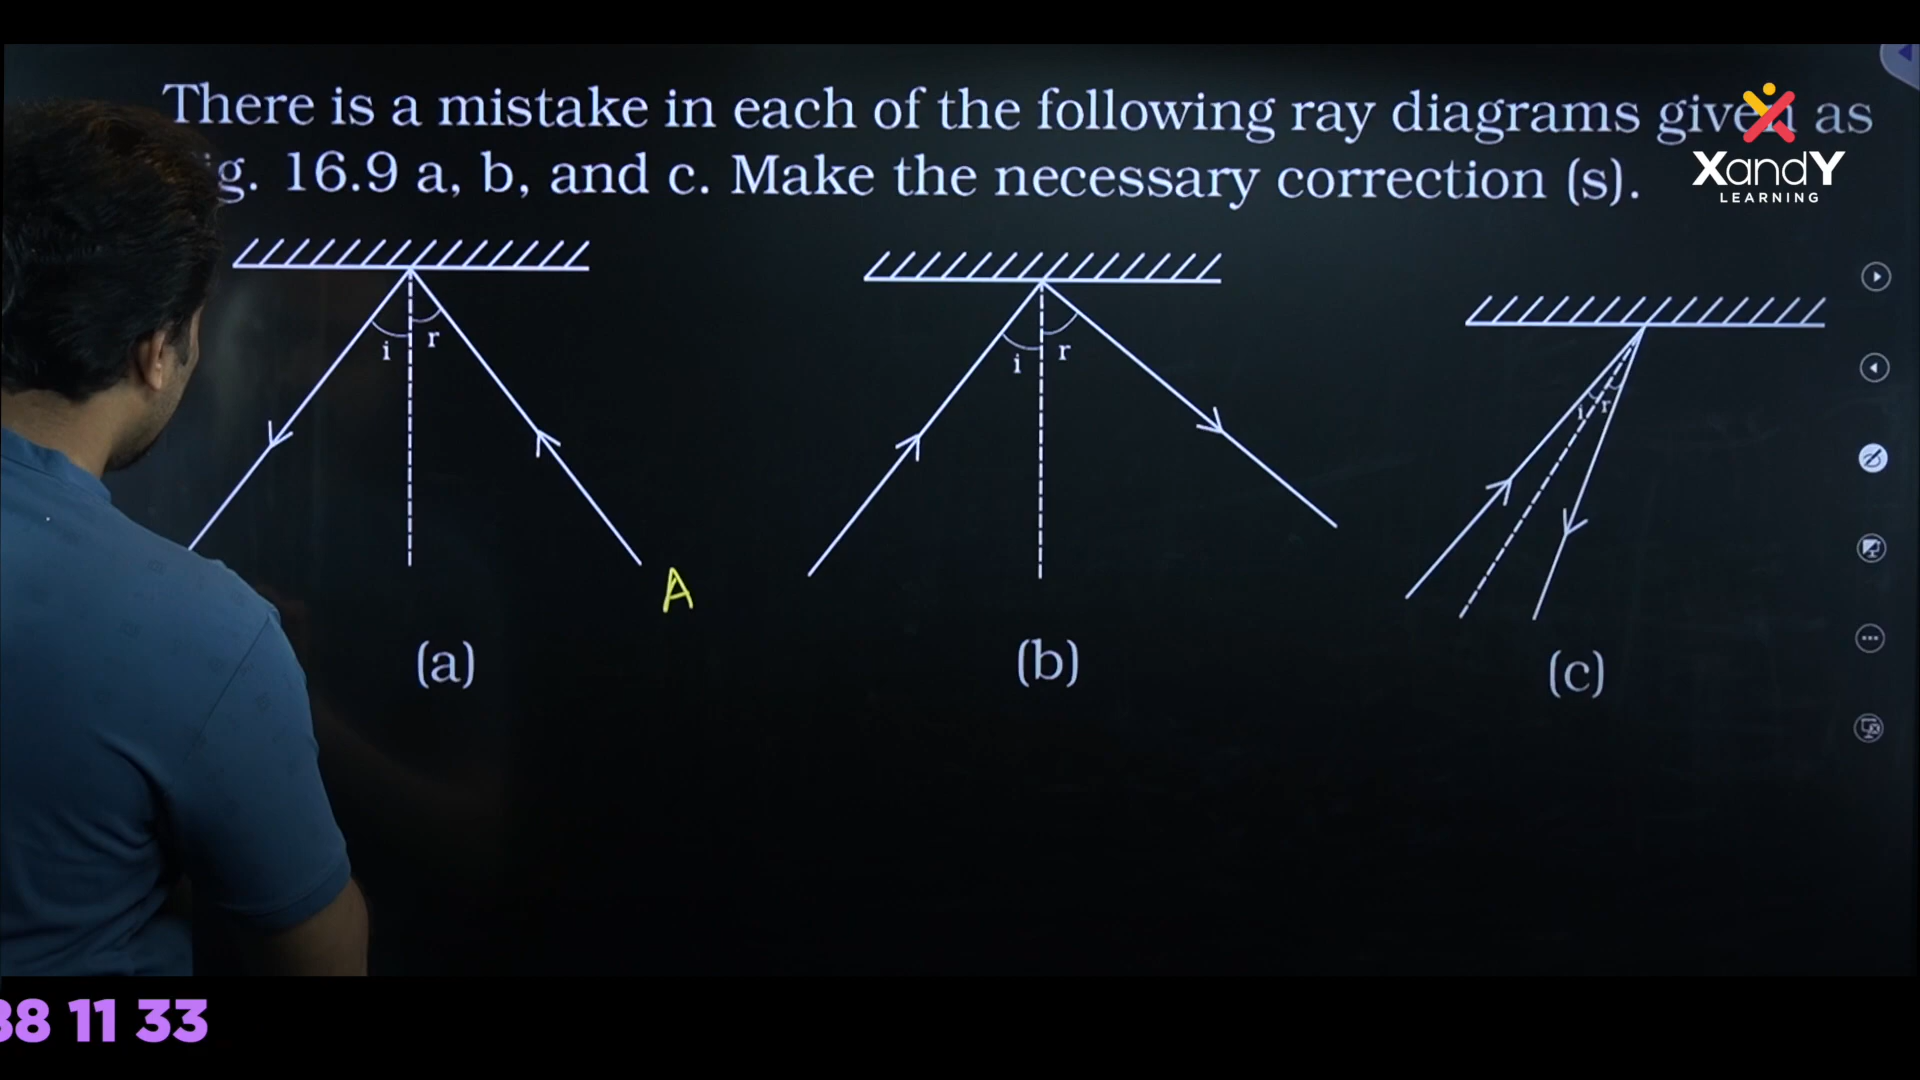 There is a mistake in each of the following ray diagrams given as
ig. 16.9 a, b, and c. Make the necessary correction (s).
XandY
LEARNING
i r
i r
i r
A
(a) (b) (c)
38 11 33